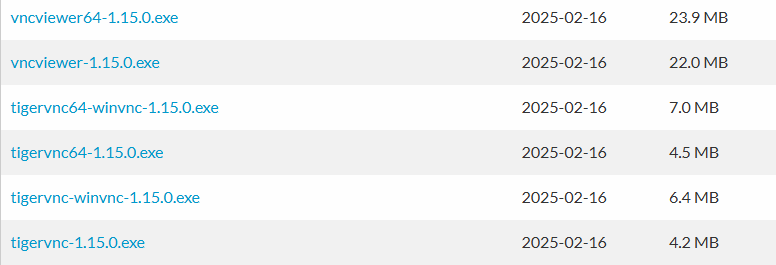 vncviewer64-1.15.0.exe 2025-02-16 23.9 MB
vncviewer-1.15.0.exe 2025-02-16 22.0 MB
tigervnc64-winvnc-1.15.0.exe 2025-02-16 7.0 MB
tigervnc64-1.15.0.exe 2025-02-16 4.5 MB
tigervnc-winvnc-1.15.0.exe 2025-02-16 6.4 MB
tigervnc-1.15.0.exe 2025-02-16 4.2 MB